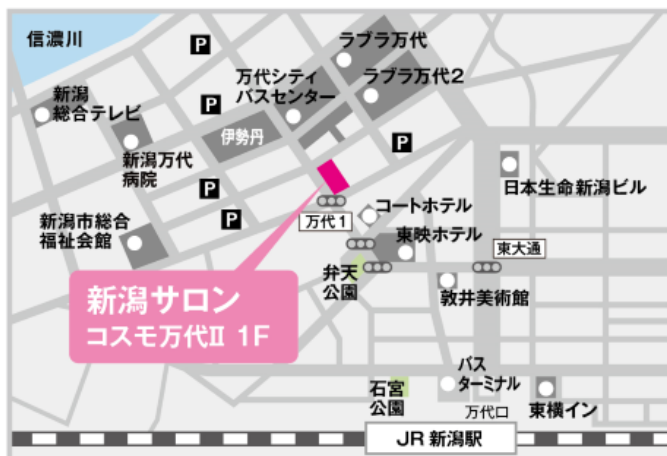 信濃川
P
ラブラ万代
万代シティ
バスセンター
ラブラ万代2
新潟
総合テレビ
P
伊勢丹
新潟万代
病院
P
日本生命新潟ビル
P
コートホテル
万代1
P
新潟市総合
福祉会館
東映ホテル
東大通
弁天
公園
敦井美術館
新潟サロン
コスモ万代Ⅱ 1F
バス
ターミナル
石宮
公園
万代口
東横イン
JR 新潟駅